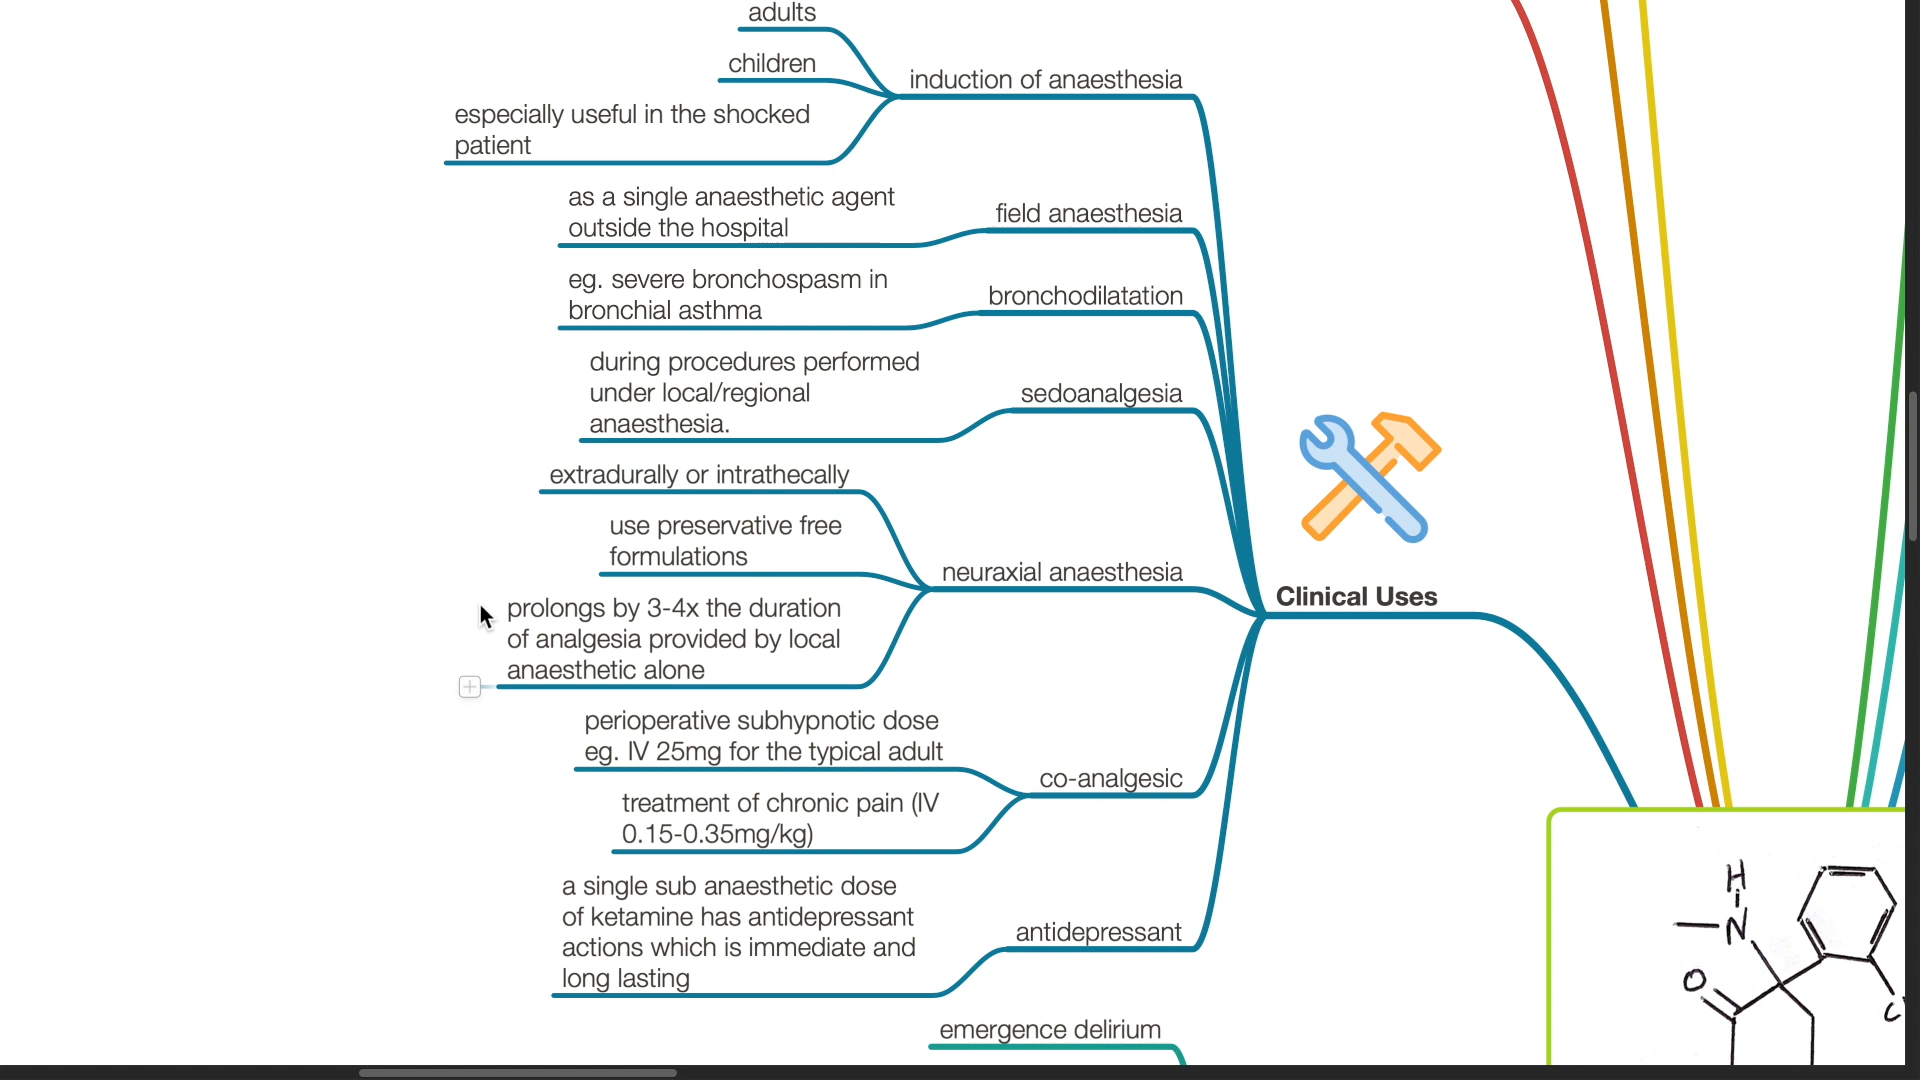 adults
children
induction of anaesthesia
especially useful in the shocked
patient
as a single anaesthetic agent
outside the hospital
field anaesthesia
eg. severe bronchospasm in
bronchial asthma
bronchodilatation
during procedures performed
under local/regional
anaesthesia.
sedoanalgesia
extradurally or intrathecally
use preservative free
formulations
neuraxial anaesthesia
prolongs by 3-4x the duration
of analgesia provided by local
anaesthetic alone
Clinical Uses
perioperative subhypnotic dose
eg. IV 25mg for the typical adult
co-analgesic
treatment of chronic pain (IV
0.15-0.35mg/kg)
a single sub anaesthetic dose
of ketamine has antidepressant
actions which is immediate and
long lasting
antidepressant
emergence delirium
H
N
O